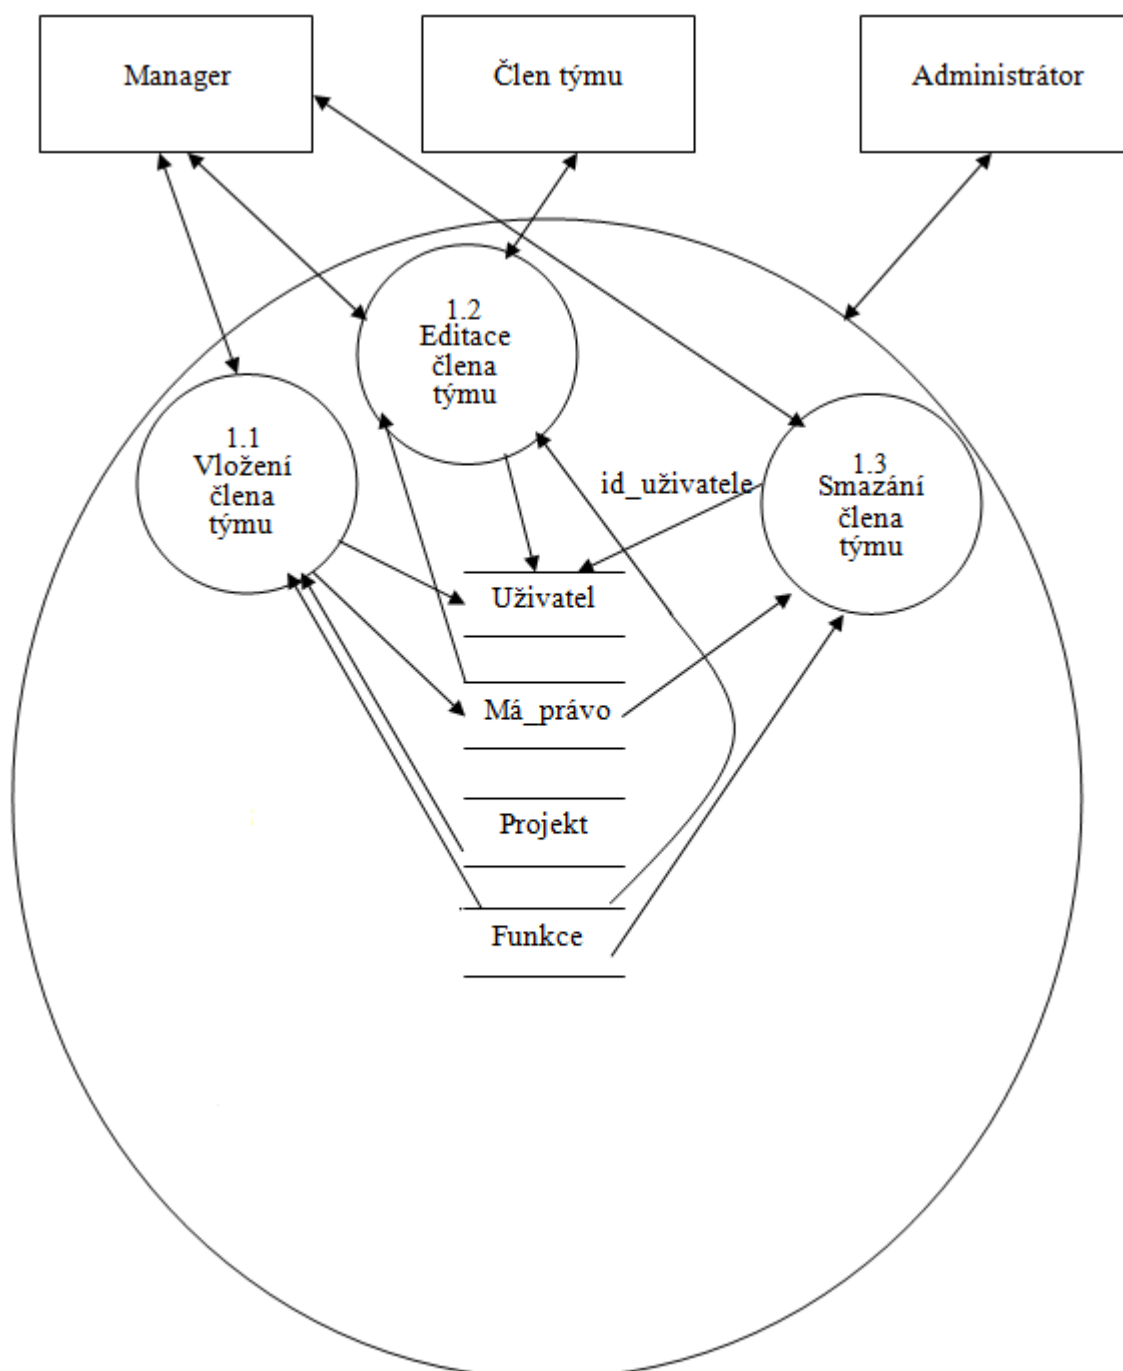 Manager
Člen týmu
Administrátor
1.2
Editace
člena
týmu
1.1
Vložení
člena
týmu
id_uživatele
1.3
Smazání
člena
týmu
Uživatel
Má_právo
Projekt
Funkce